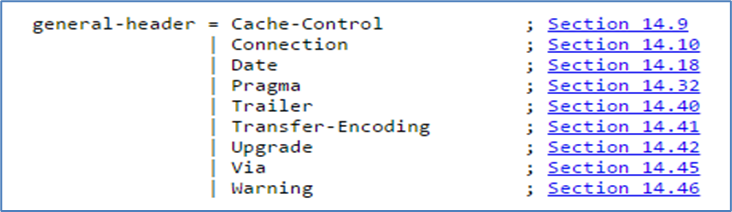 general-header = Cache-Control ; Section 14.9
| Connection ; Section 14.10
| Date ; Section 14.18
| Pragma ; Section 14.32
| Trailer ; Section 14.40
| Transfer-Encoding ; Section 14.41
| Upgrade ; Section 14.42
| Via ; Section 14.45
| Warning ; Section 14.46